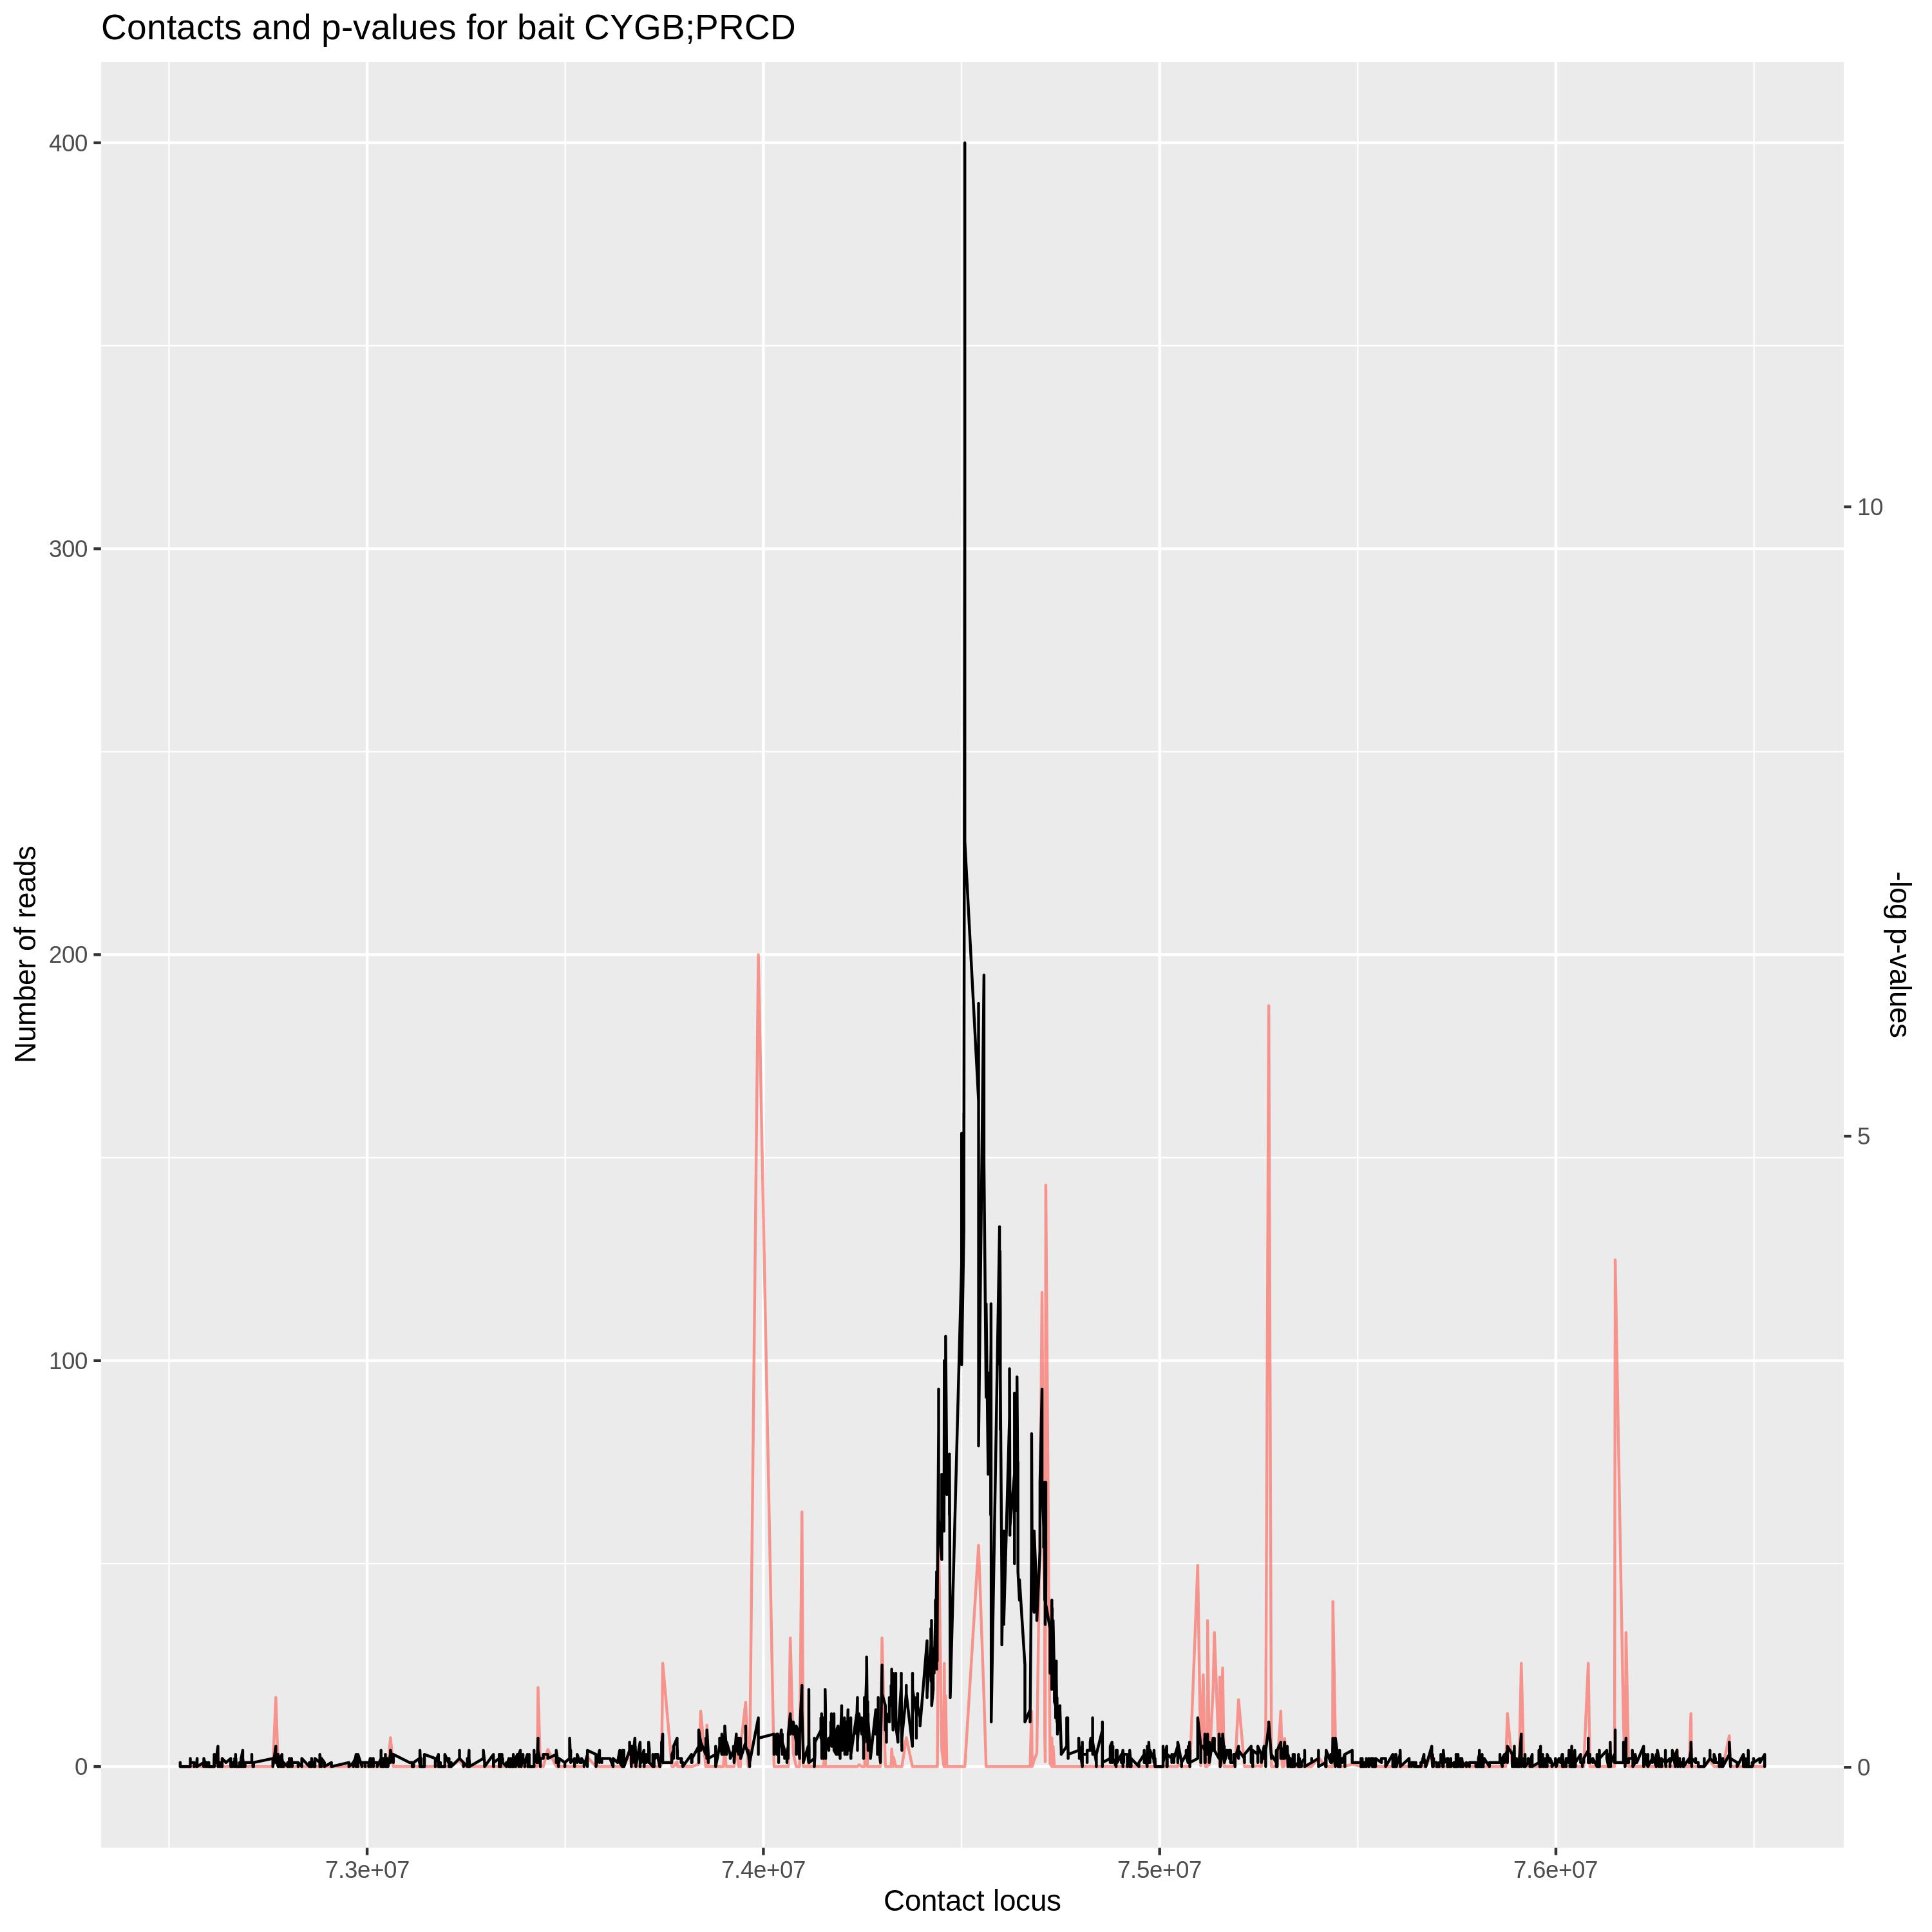 Contacts and p-values for bait CYGB;PRCD
400
300
200
100
0
Number of reads
10
5
0
-log p-values
7.3e+07
7.4e+07
7.5e+07
7.6e+07
Contact locus